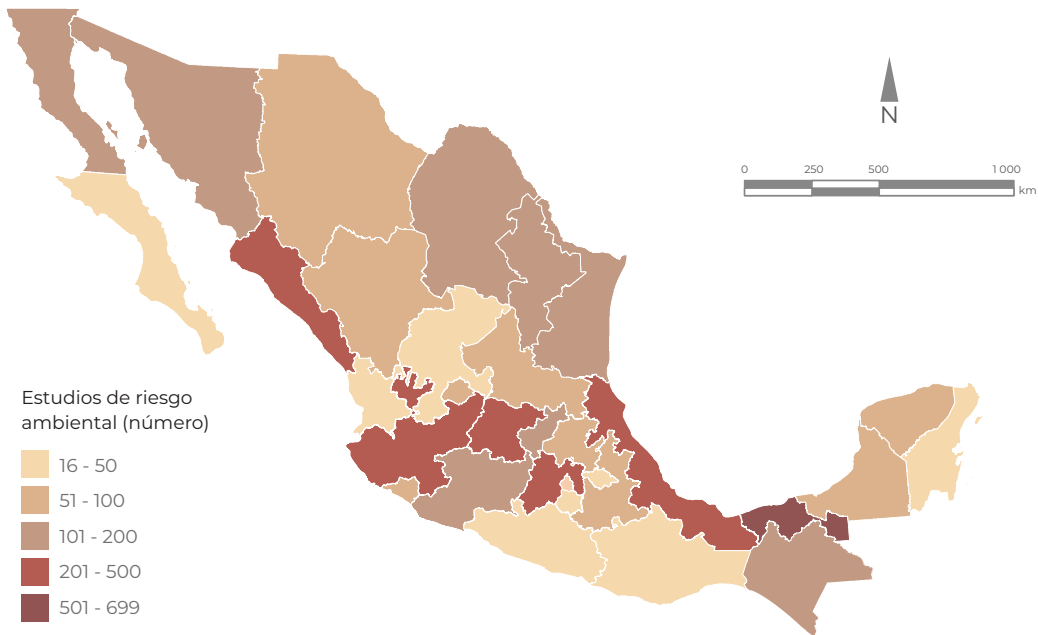 N
0 250 500 1 000
km
Estudios de riesgo
ambiental (número)
16 - 50
51 - 100
101 - 200
201 - 500
501 - 699